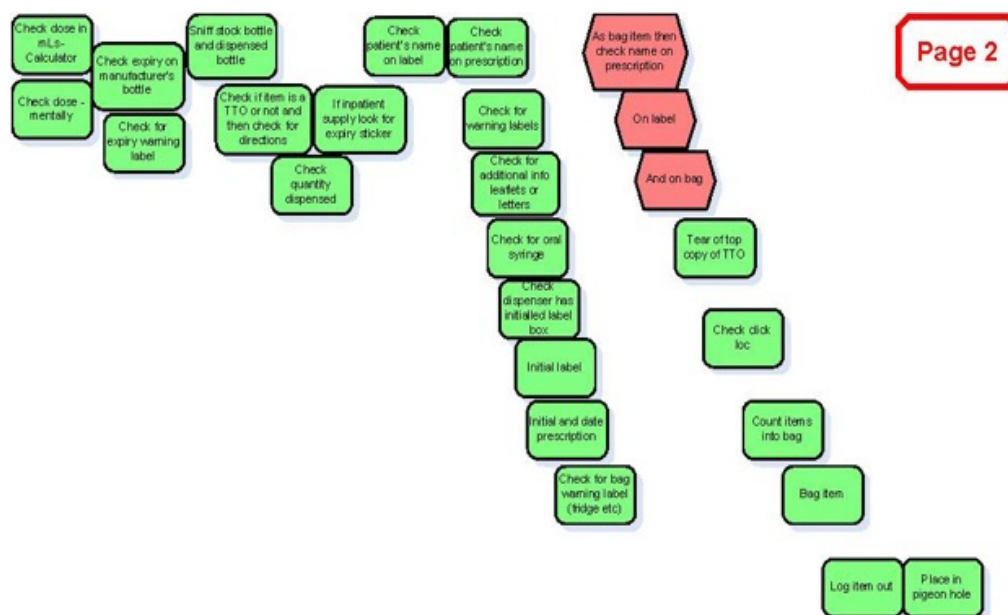 Check dose in
mLs-
Calculator
Check dose -
mentally
Check expiry on
manufacturer's
bottle
Check for
expiry warning
label
Sniff stock bottle
and dispensed
bottle
Check if item is a
TTO or not and
then check for
directions
If inpatient
supply look for
expiry sticker
Check
quantity
dispensed
Check
patient's name
on label
Check
patient's name
on prescription
Check for
warning labels
Check for
additional info
leaflets or
letters
Check for oral
syringe
Check
dispenser has
initialled label
box
Initial label
Initial and date
prescription
Check for bag
warning label
(fridge etc)
As bag item then
check name on
prescription
On label
And on bag
Tear of top
copy of TTO
Check click
loc
Count items
into bag
Bag item
Log item out
Place in
pigeon hole
Page 2